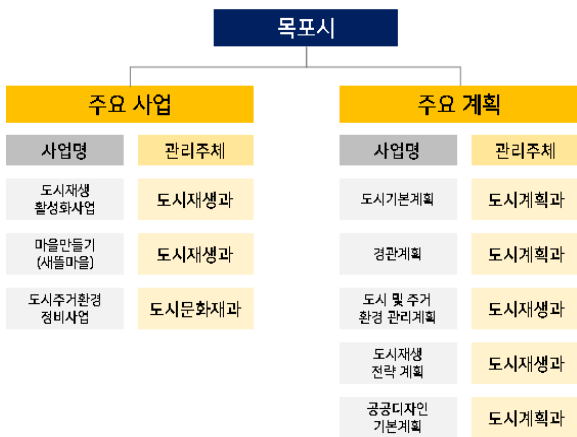 목포시
주요 사업
사업명
관리주체
도시재생
활성화사업
도시재생과
마을만들기
(새뜰마을)
도시재생과
도시주거환경
정비사업
도시문화재과
주요 계획
사업명
관리주체
도시기본계획
도시계획과
경관계획
도시계획과
도시 및 주거
환경 관리계획
도시재생과
도시재생
전략 계획
도시재생과
공공디자인
기본계획
도시계획과